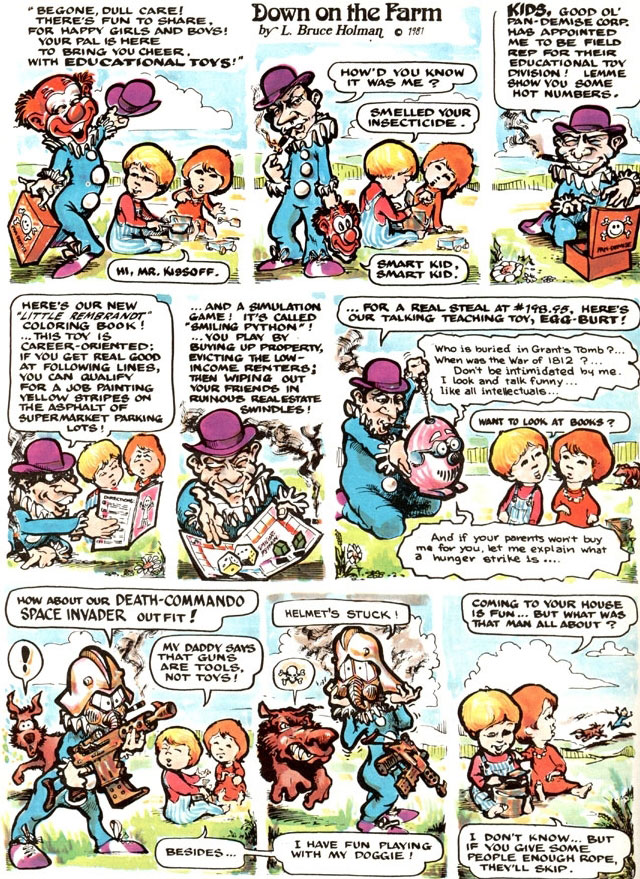 "BEGONE, DULL CARE!
THERE'S FUN TO SHARE,
FOR HAPPY GIRLS AND BOYS!
YOUR PAL IS HERE
TO BRING YOU CHEER,
WITH EDUCATIONAL TOYS!"
HI, MR. KISSOFF.
Down on the Farm
by L. Bruce Holman © 1981
HOW'D YOU KNOW
IT WAS ME?
SMELLED YOUR
INSECTICIDE.
SMART KID,
SMART KID.
KIDS, GOOD OL'
PAN-DEMISE CORP.
HAS APPOINTED
ME TO BE FIELD
REP FOR THEIR
EDUCATIONAL TOY
DIVISION! LEMME
SHOW YOU SOME
HOT NUMBERS.
PAN-DEMISE
HERE'S OUR NEW
"LITTLE REMBRANDT"
COLORING BOOK!
...THIS TOY IS
CAREER-ORIENTED:
IF YOU GET REAL GOOD
AT FOLLOWING LINES,
YOU CAN QUALIFY
FOR A JOB PAINTING
YELLOW STRIPES ON
THE ASPHALT OF
SUPERMARKET PARKING
LOTS!
DIRECTIONS
...AND A SIMULATION
GAME! IT'S CALLED
"SMILING PYTHON"!
...YOU PLAY BY
BUYING UP PROPERTY,
EVICTING THE LOW-
INCOME RENTERS;
THEN WIPING OUT
YOUR FRIENDS IN
RUINOUS REAL ESTATE
SWINDLES!
...FOR A REAL STEAL AT $198.95, HERE'S
OUR TALKING TEACHING TOY, EGG-BURT!
Who is buried in Grant's Tomb?...
When was the War of 1812?...
Don't be intimidated by me.
I look and talk funny...
like all intellectuals...
WANT TO LOOK AT BOOKS?
And if your parents won't buy
me for you, let me explain what
a hunger strike is....
HOW ABOUT OUR DEATH-COMMANDO
SPACE INVADER OUTFIT!
!
MY DADDY SAYS
THAT GUNS
ARE TOOLS,
NOT TOYS!
BESIDES...
HELMET'S STUCK!
I HAVE FUN PLAYING
WITH MY DOGGIE!
COMING TO YOUR HOUSE
IS FUN... BUT WHAT WAS
THAT MAN ALL ABOUT?
I DON'T KNOW... BUT
IF YOU GIVE SOME
PEOPLE ENOUGH ROPE,
THEY'LL SKIP.